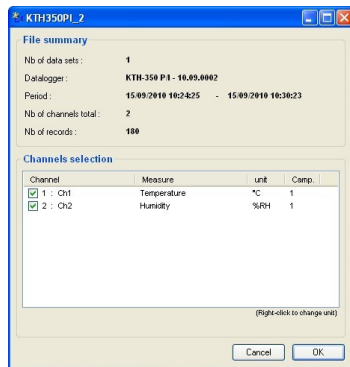 KTH350PI_2
File summary
Nb of data sets : 1
Datalogger : KTH-350 P/I - 10.09.0002
Period : 15/09/2010 10:24:25 - 15/09/2010 10:30:23
Nb of channels total : 2
Nb of records : 180
Channels selection
Channel Measure unit Camp.
1 : Ch1 Temperature °C 1
2 : Ch2 Humidity %RH 1
(Right-click to change unit)
Cancel OK